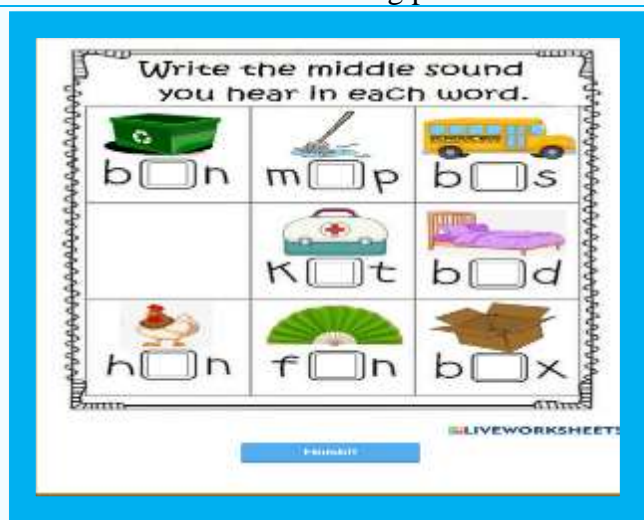 Write the middle sound
you hear in each word.
b n m p b s
K t b d
h n f n b x
LIVEWORKSHEETS